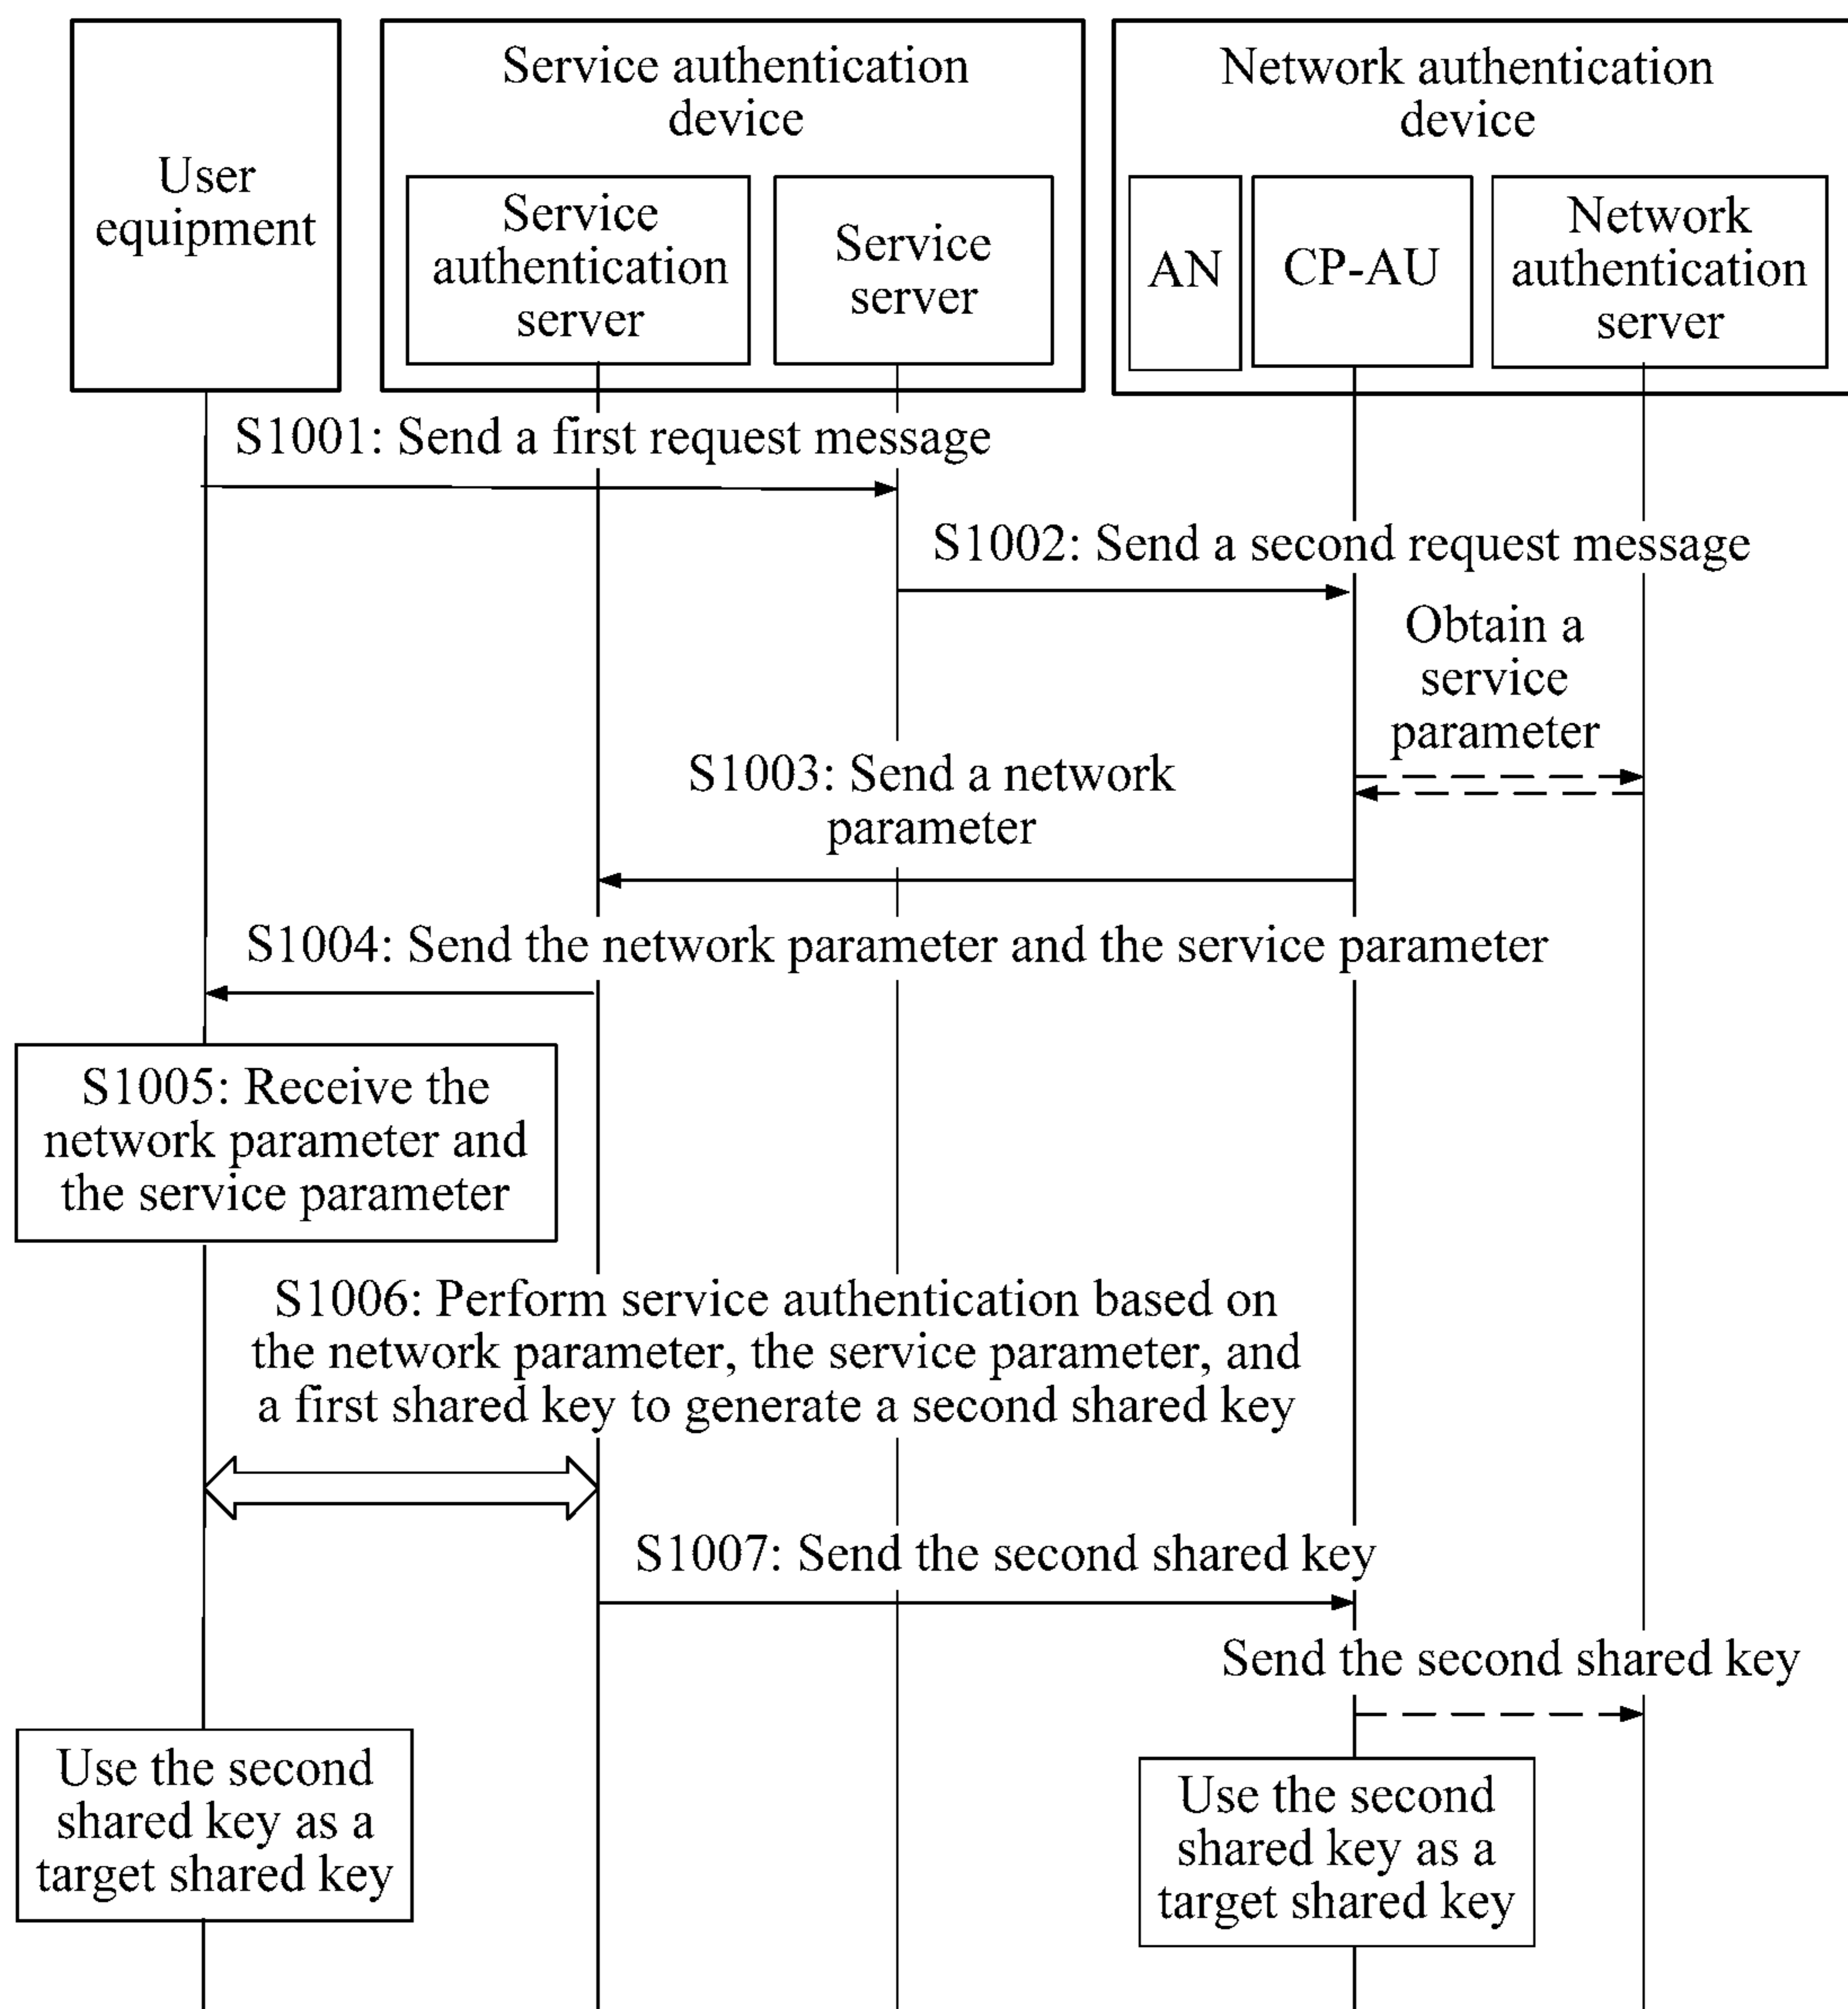 User
equipment
Service authentication
device
Service
authentication
server
Service
server
Network authentication
device
AN
CP-AU
Network
authentication
server
S1001: Send a first request message
S1002: Send a second request message
Obtain a
service
parameter
S1003: Send a network
parameter
S1004: Send the network parameter and the service parameter
S1005: Receive the
network parameter and
the service parameter
S1006: Perform service authentication based on
the network parameter, the service parameter, and
a first shared key to generate a second shared key
S1007: Send the second shared key
Send the second shared key
Use the second
shared key as a
target shared key
Use the second
shared key as a
target shared key